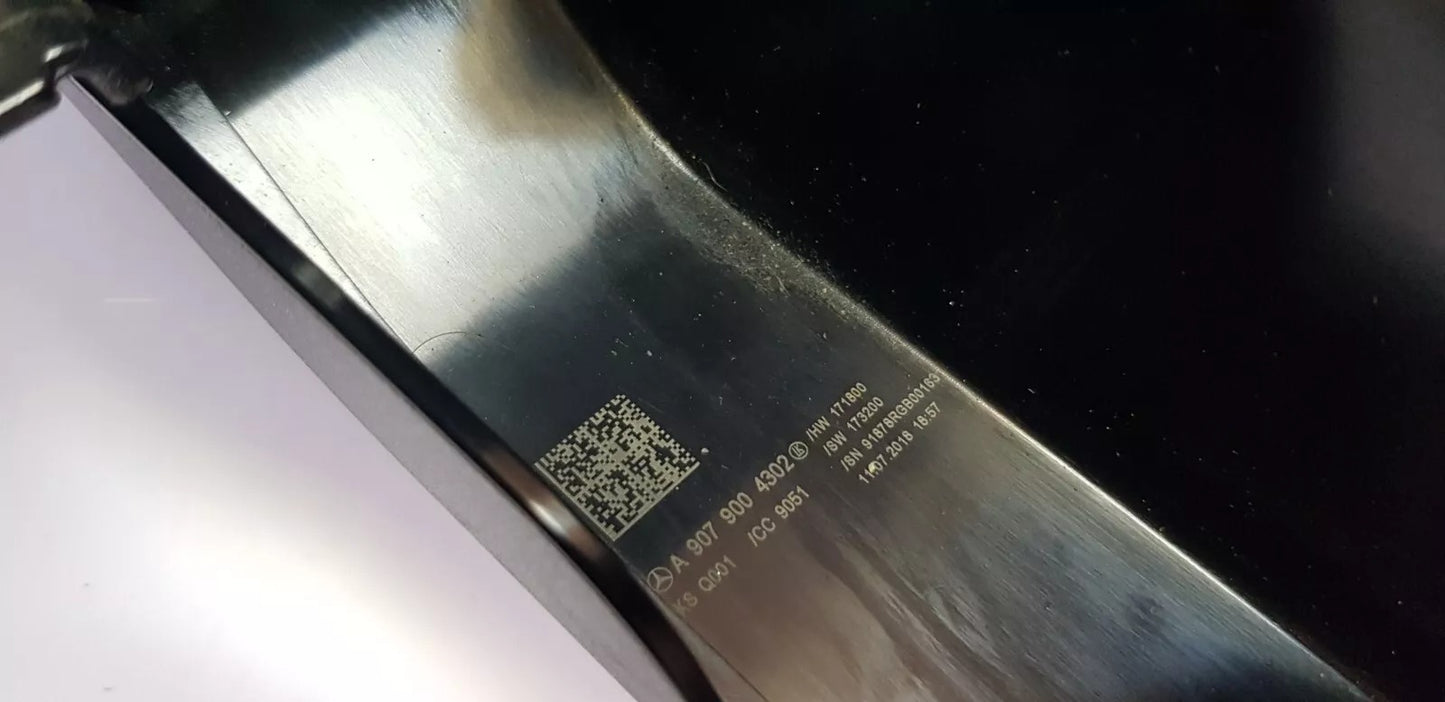 A 907 900 4302 /HW 171800
KS Q001 /CC 9051 /SW 173200
/SN 91878RGB00163
11.07.2018 18:57